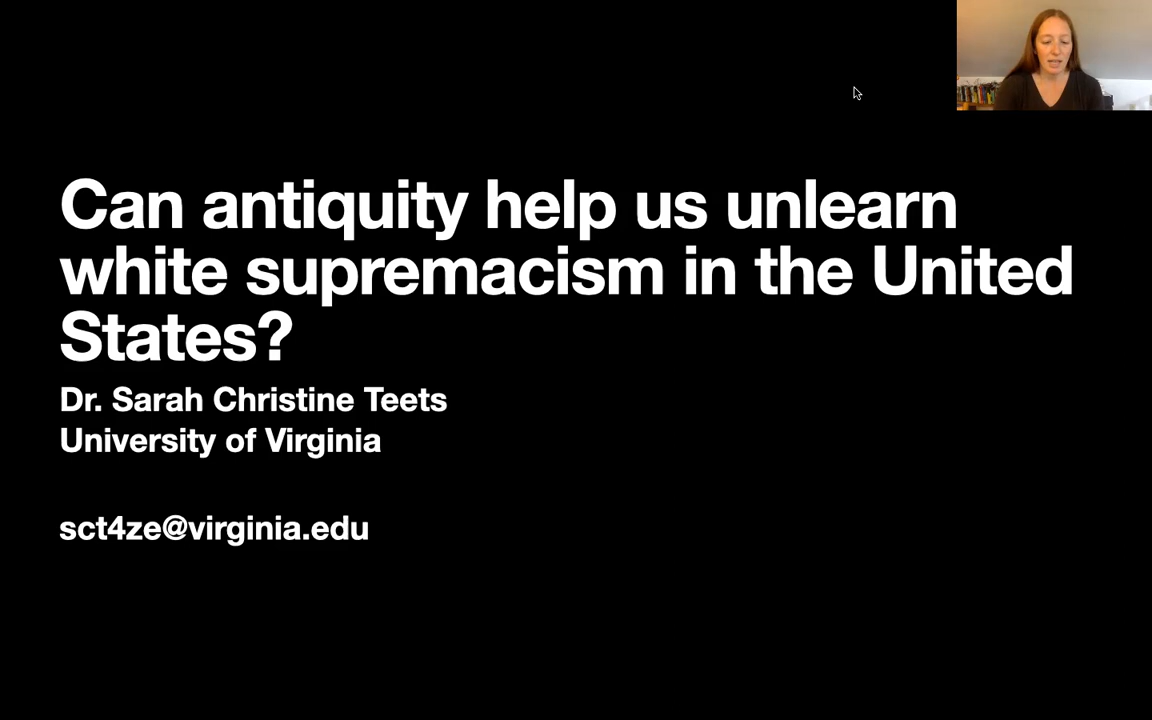 Can antiquity help us unlearn
white supremacism in the United
States?
Dr. Sarah Christine Teets
University of Virginia
sct4ze@virginia.edu